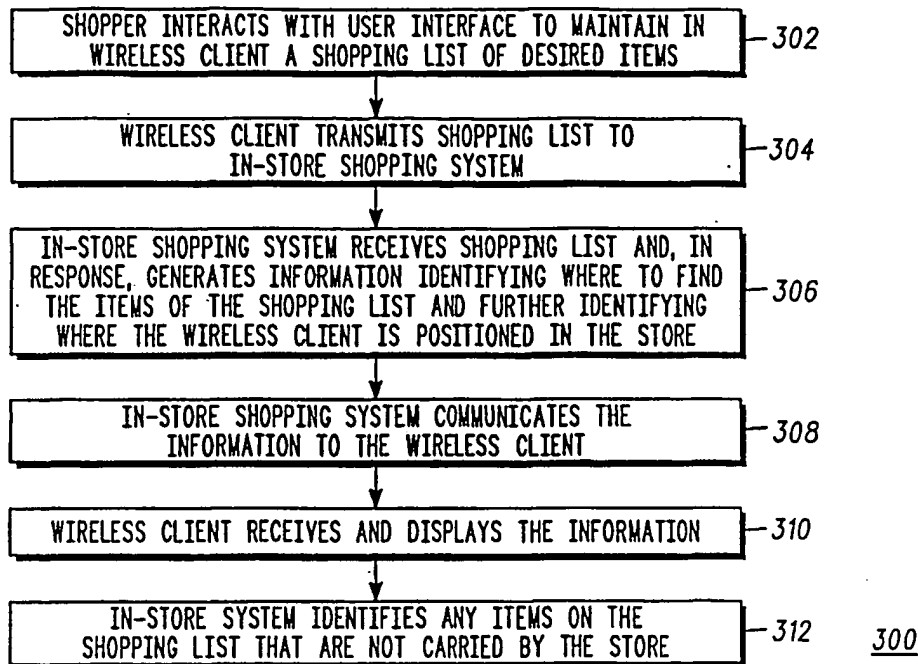 SHOPPER INTERACTS WITH USER INTERFACE TO MAINTAIN IN
WIRELESS CLIENT A SHOPPING LIST OF DESIRED ITEMS
302
WIRELESS CLIENT TRANSMITS SHOPPING LIST TO
IN-STORE SHOPPING SYSTEM
304
IN-STORE SHOPPING SYSTEM RECEIVES SHOPPING LIST AND, IN
RESPONSE, GENERATES INFORMATION IDENTIFYING WHERE TO FIND
THE ITEMS OF THE SHOPPING LIST AND FURTHER IDENTIFYING
WHERE THE WIRELESS CLIENT IS POSITIONED IN THE STORE
306
IN-STORE SHOPPING SYSTEM COMMUNICATES THE
INFORMATION TO THE WIRELESS CLIENT
308
WIRELESS CLIENT RECEIVES AND DISPLAYS THE INFORMATION
310
IN-STORE SYSTEM IDENTIFIES ANY ITEMS ON THE
SHOPPING LIST THAT ARE NOT CARRIED BY THE STORE
312
300